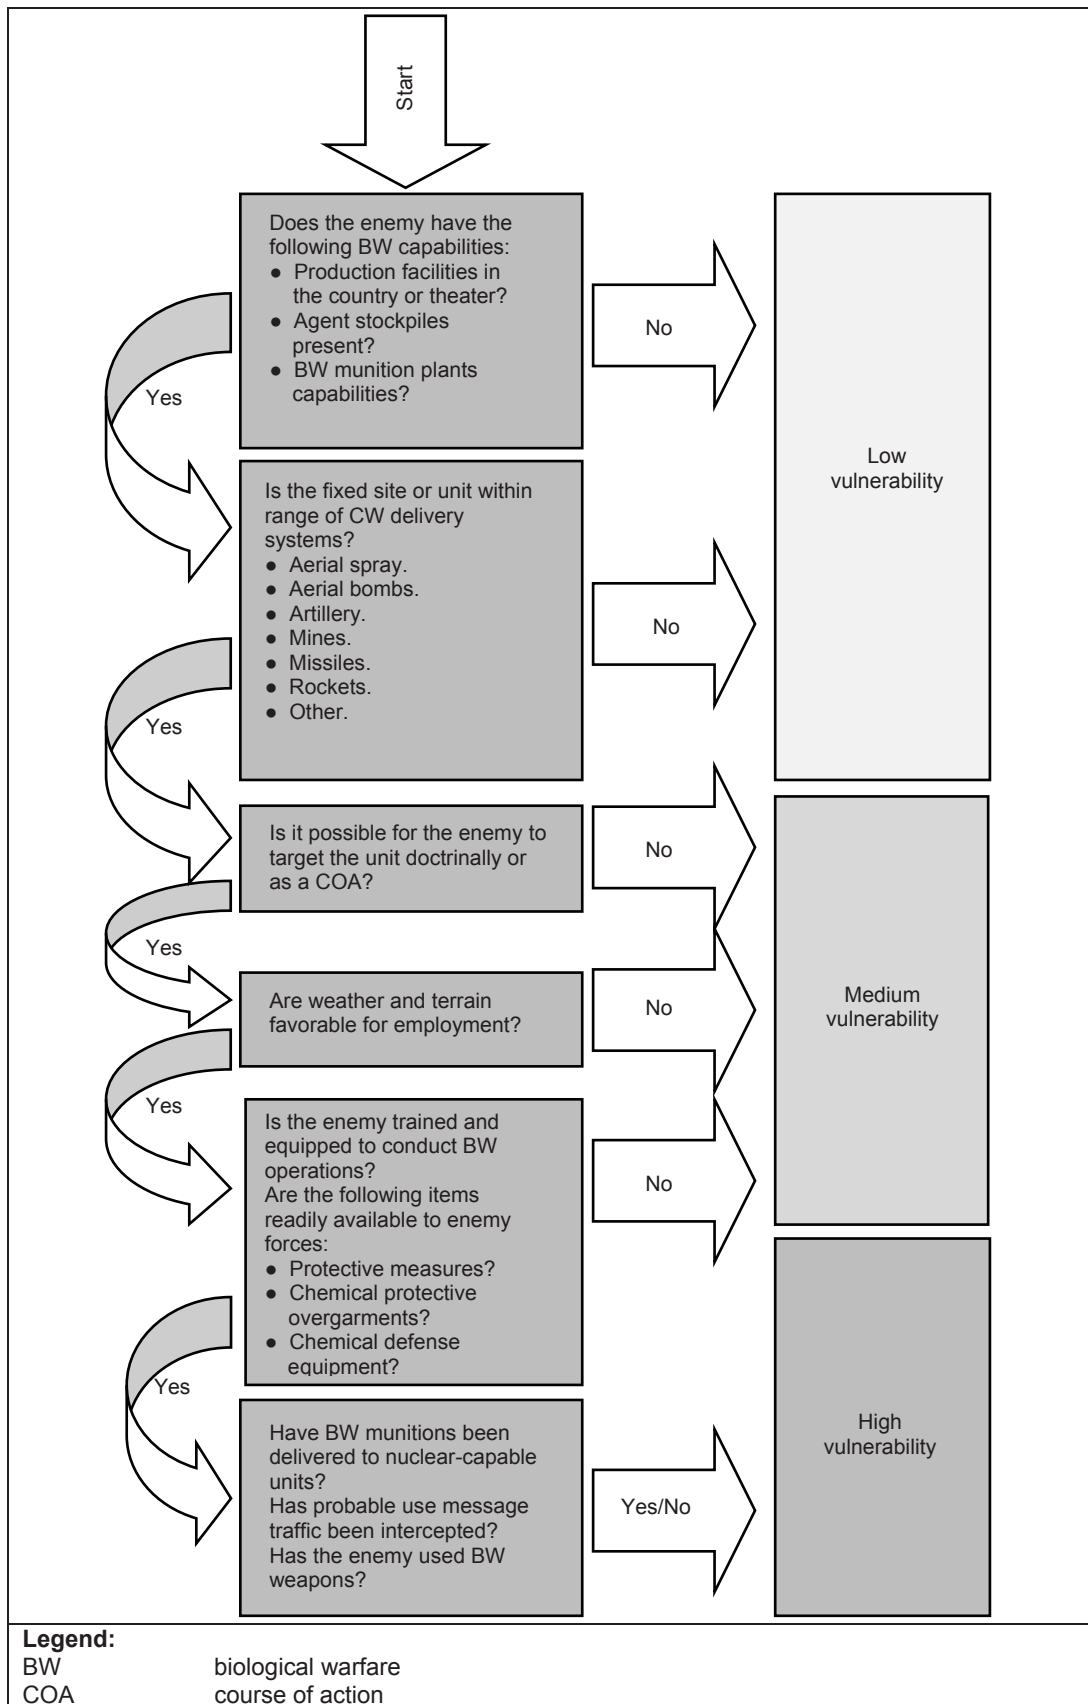 Start
Does the enemy have the
following BW capabilities:
● Production facilities in
the country or theater?
● Agent stockpiles
present?
● BW munition plants
capabilities?
No
Yes
Low
vulnerability
Is the fixed site or unit within
range of CW delivery
systems?
● Aerial spray.
● Aerial bombs.
● Artillery.
● Mines.
● Missiles.
● Rockets.
● Other.
No
Yes
Is it possible for the enemy to
target the unit doctrinally or
as a COA?
No
Yes
Are weather and terrain
favorable for employment?
No
Medium
vulnerability
Yes
Is the enemy trained and
equipped to conduct BW
operations?
Are the following items
readily available to enemy
forces:
● Protective measures?
● Chemical protective
overgarments?
● Chemical defense
equipment?
No
Yes
Have BW munitions been
delivered to nuclear-capable
units?
Has probable use message
traffic been intercepted?
Has the enemy used BW
weapons?
Yes/No
High
vulnerability
Legend:
BW biological warfare
COA course of action